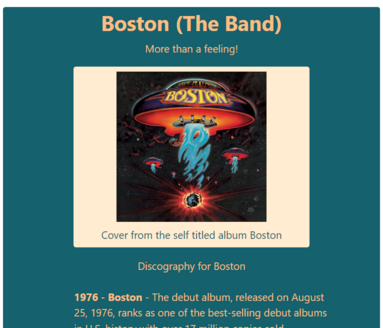 Boston (The Band)
More than a feeling!
BOSTON
Cover from the self titled album Boston
Discography for Boston
1976 - Boston - The debut album, released on August
25, 1976, ranks as one of the best-selling debut albums
in U.S. history with over 17 million copies sold